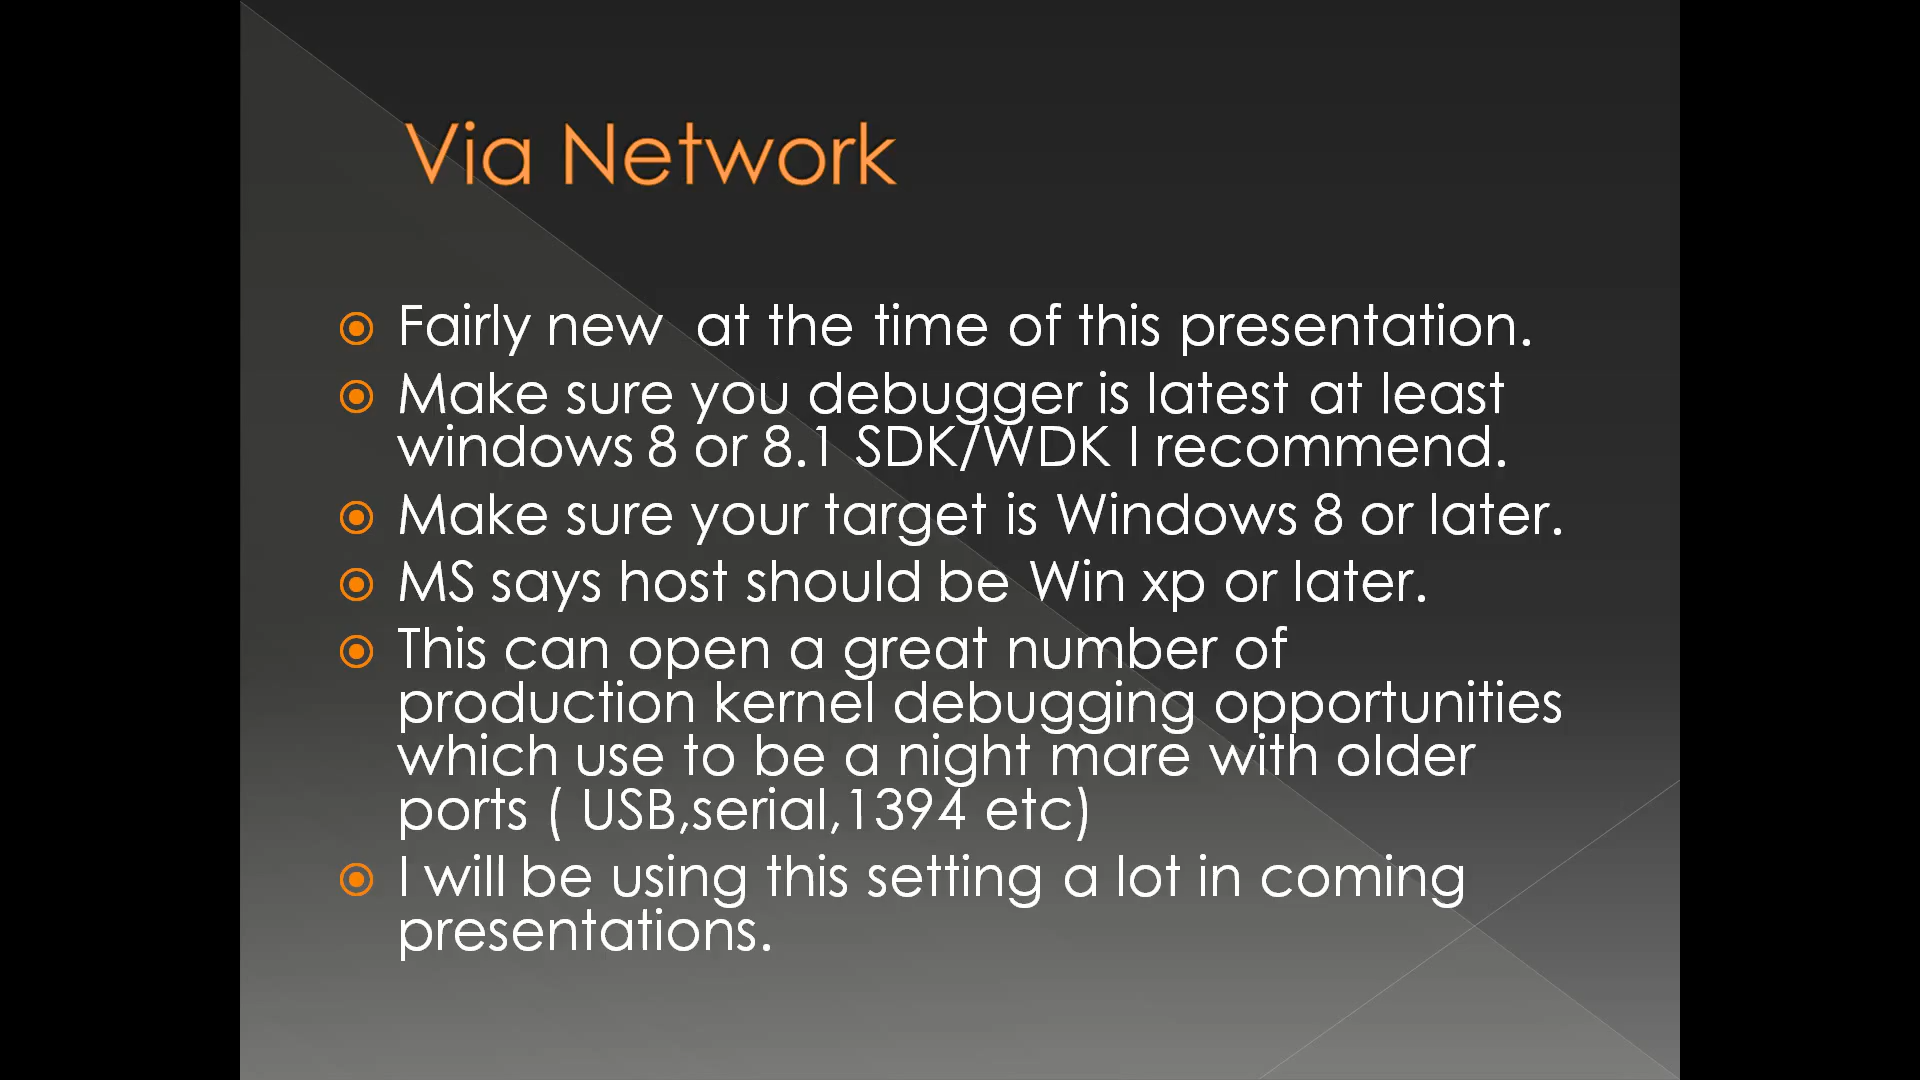 Via Network
Fairly new  at the time of this presentation.
Make sure you debugger is latest at least
windows 8 or 8.1 SDK/WDK I recommend.
Make sure your target is Windows 8 or later.
MS says host should be Win xp or later.
This can open a great number of
production kernel debugging opportunities
which use to be a night mare with older
ports ( USB,serial,1394 etc)
I will be using this setting a lot in coming
presentations.